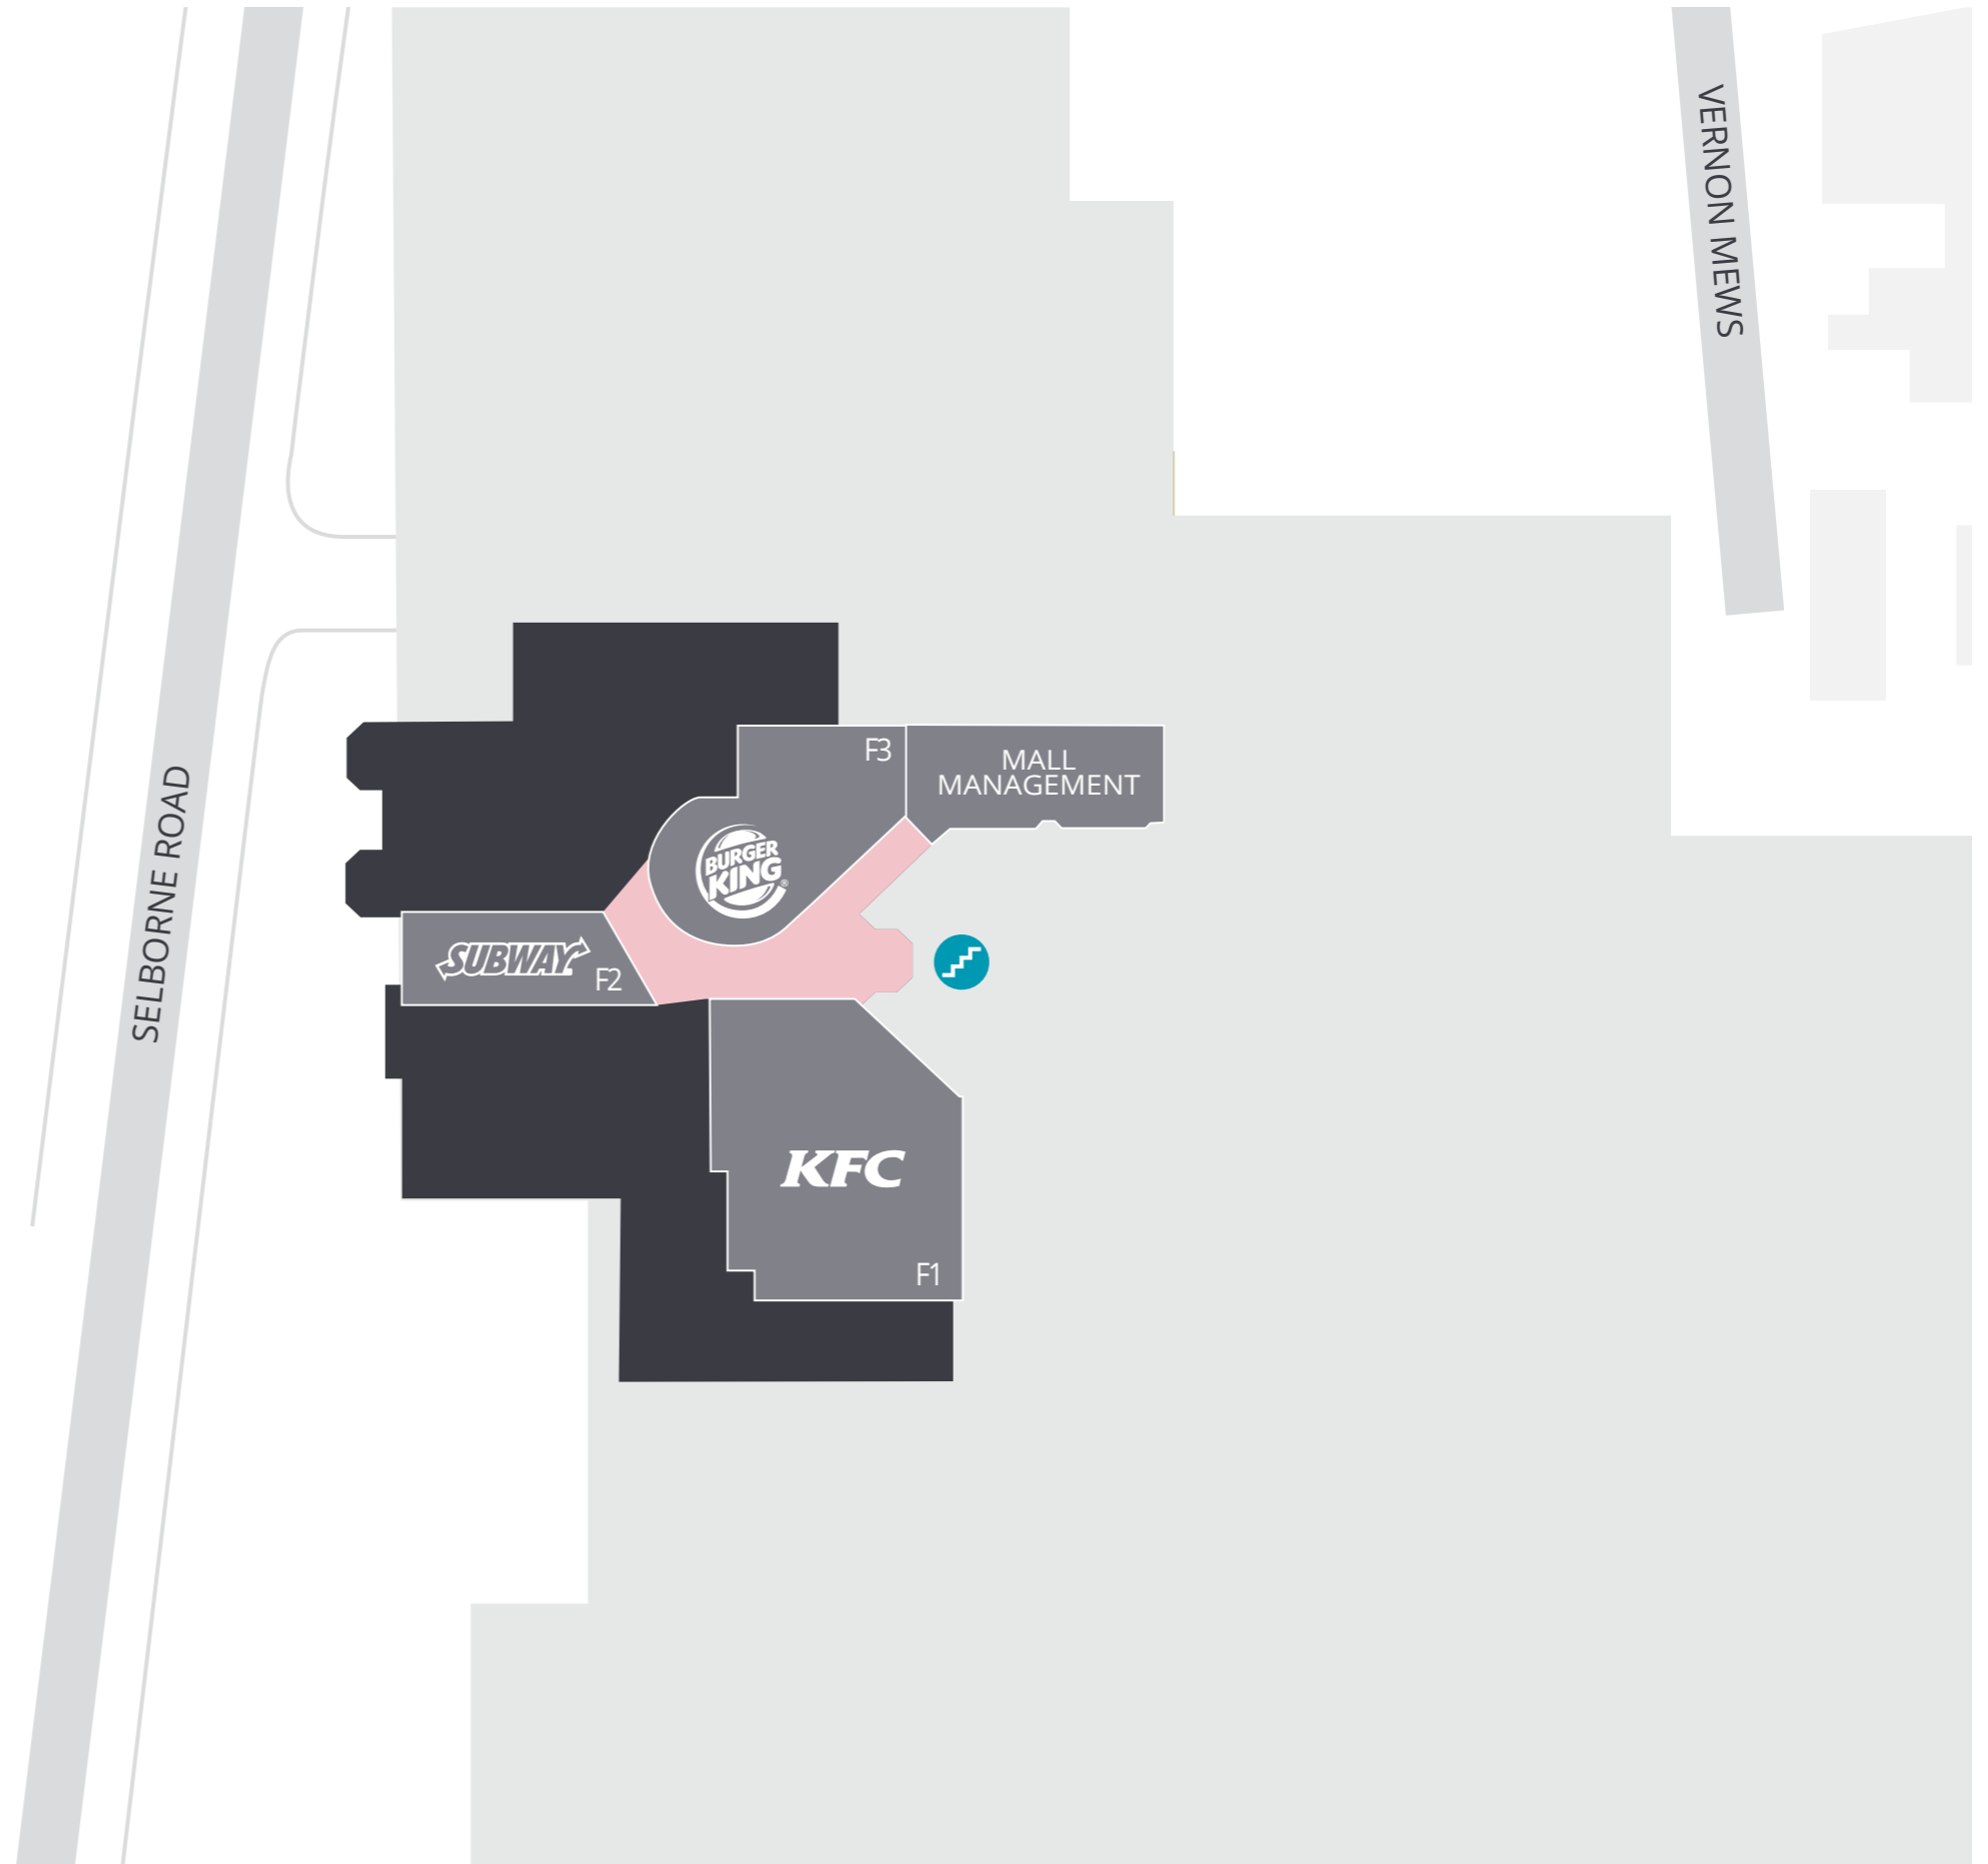 VERNON MEWS
F3
MALL
MANAGEMENT
BURGER
KING
®
SELBORNE ROAD
SUBWAY
F2
KFC
F1